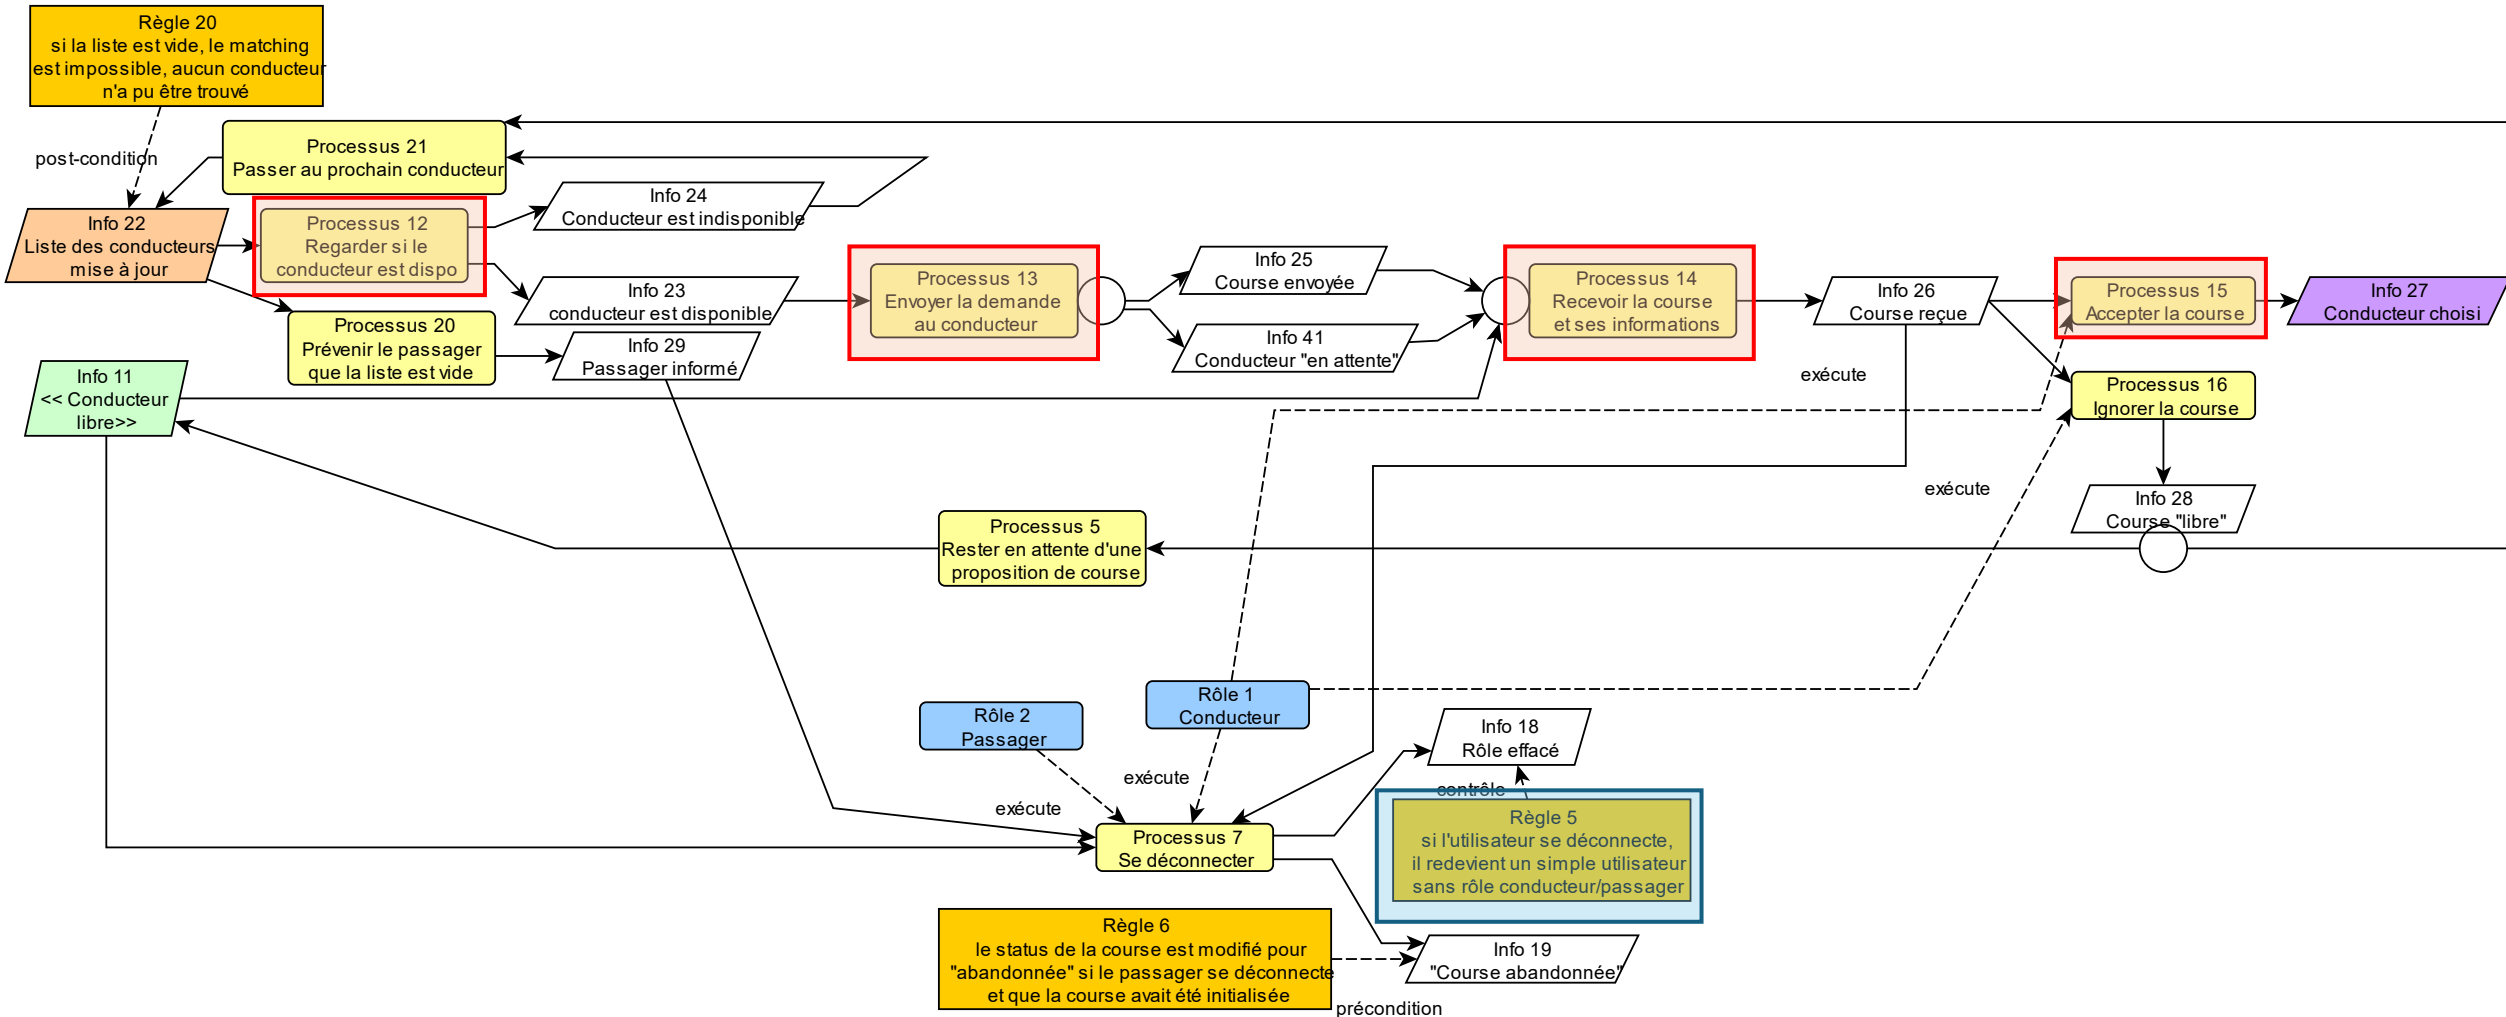 Règle 20
si la liste est vide, le matching
est impossible, aucun conducteur
n'a pu être trouvé
post-condition
Processus 21
Passer au prochain conducteur
Info 22
Liste des conducteurs
mise à jour
Processus 12
Regarder si le
conducteur est dispo
Info 24
Conducteur est indisponible
Info 23
conducteur est disponible
Processus 13
Envoyer la demande
au conducteur
Info 25
Course envoyée
Info 41
Conducteur "en attente"
Processus 14
Recevoir la course
et ses informations
Info 26
Course reçue
Processus 15
Accepter la course
Info 27
Conducteur choisi
Processus 20
Prévenir le passager
que la liste est vide
Info 29
Passager informé
Info 11
<< Conducteur
libre>>
exécute
Processus 16
Ignorer la course
exécute
Info 28
Course "libre"
Processus 5
Rester en attente d'une
proposition de course
Rôle 2
Passager
Rôle 1
Conducteur
Info 18
Rôle effacé
exécute
exécute
contrôle
Processus 7
Se déconnecter
Règle 5
si l'utilisateur se déconnecte,
il redevient un simple utilisateur
sans rôle conducteur/passager
Règle 6
le status de la course est modifié pour
"abandonnée" si le passager se déconnecte
et que la course avait été initialisée
Info 19
"Course abandonnée"
précondition